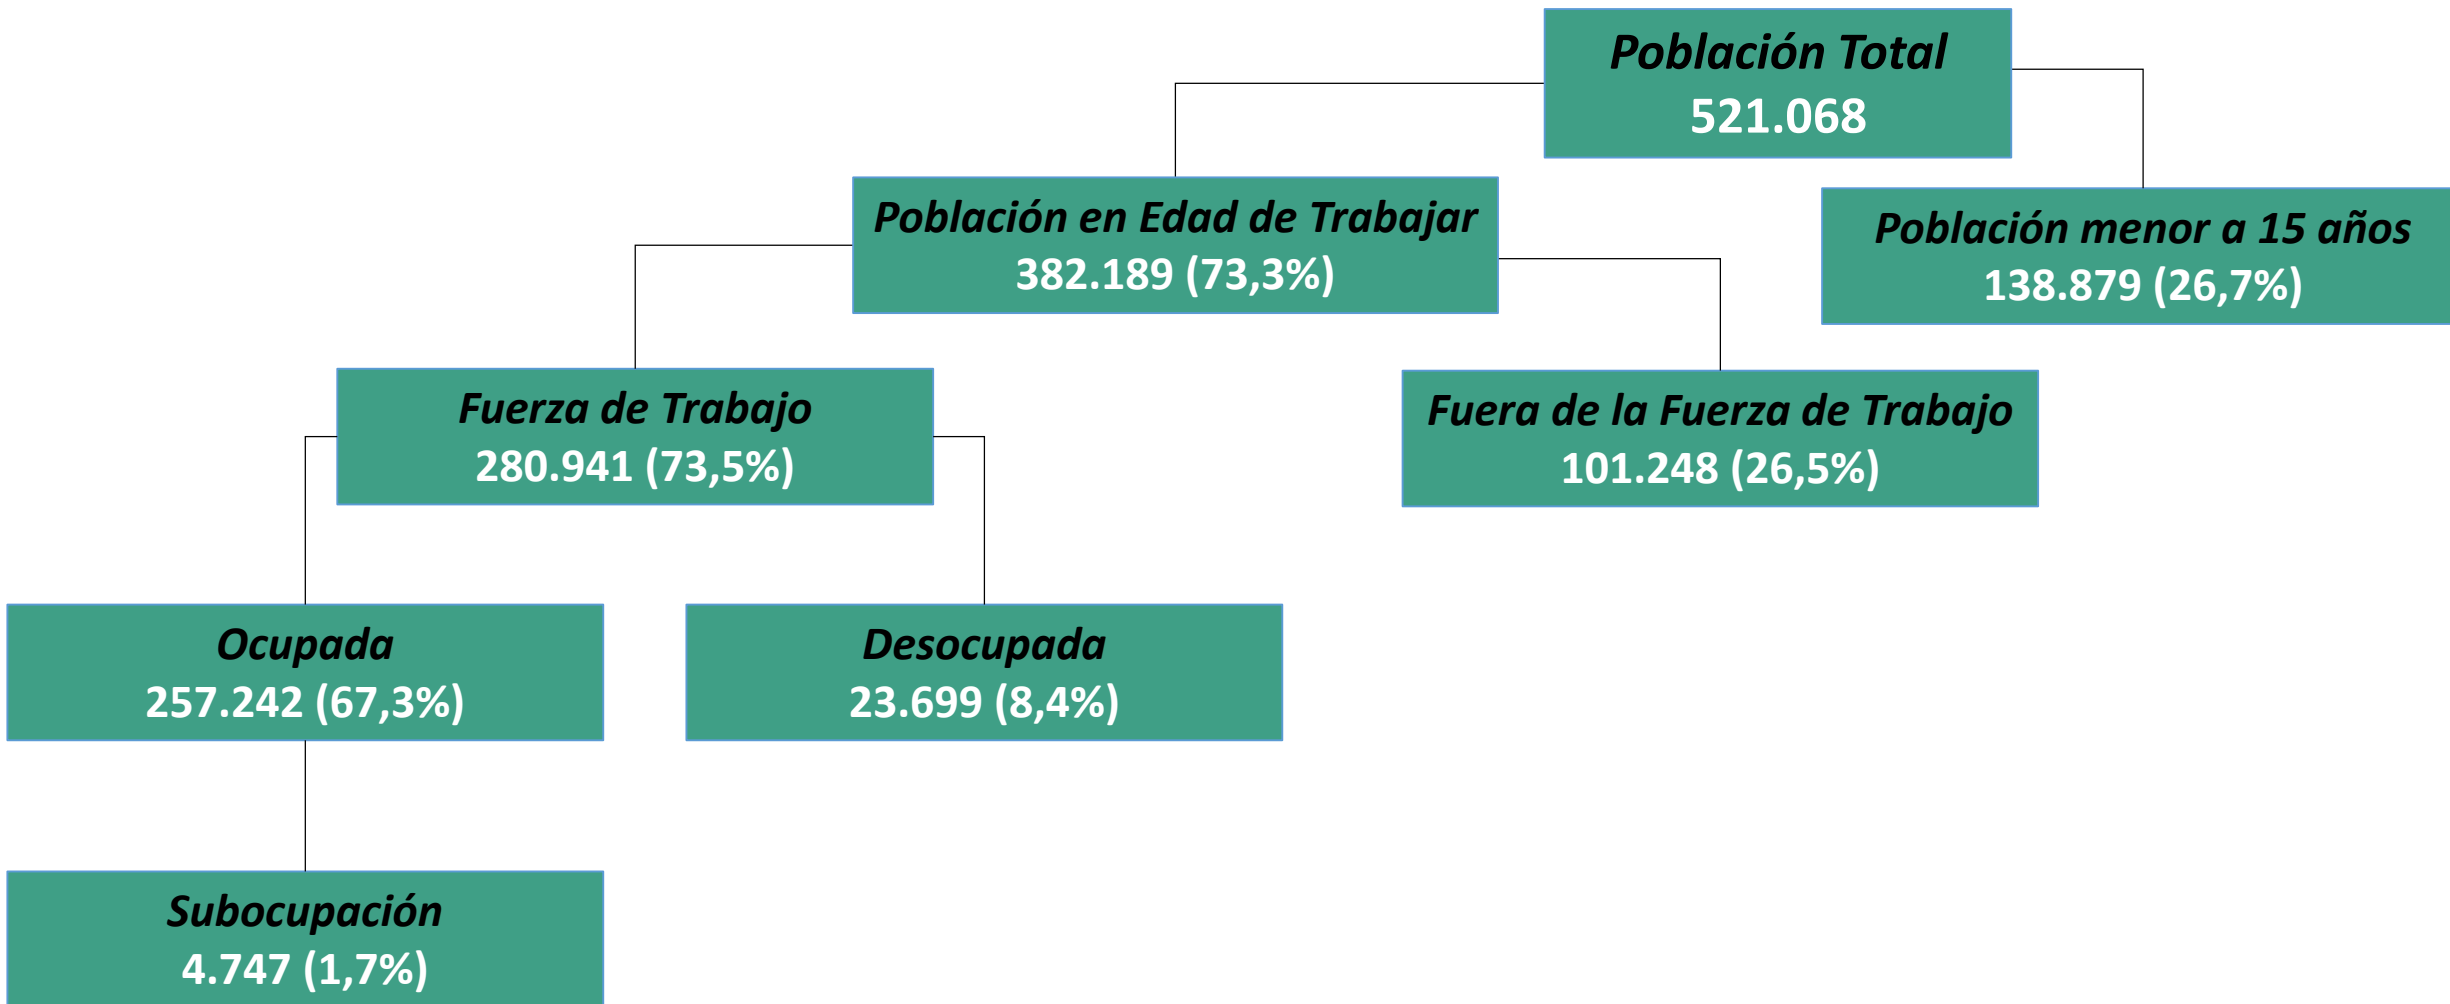 Población Total
521.068
Población en Edad de Trabajar
382.189 (73,3%)
Población menor a 15 años
138.879 (26,7%)
Fuerza de Trabajo
280.941 (73,5%)
Fuera de la Fuerza de Trabajo
101.248 (26,5%)
Ocupada
257.242 (67,3%)
Desocupada
23.699 (8,4%)
Subocupación
4.747 (1,7%)